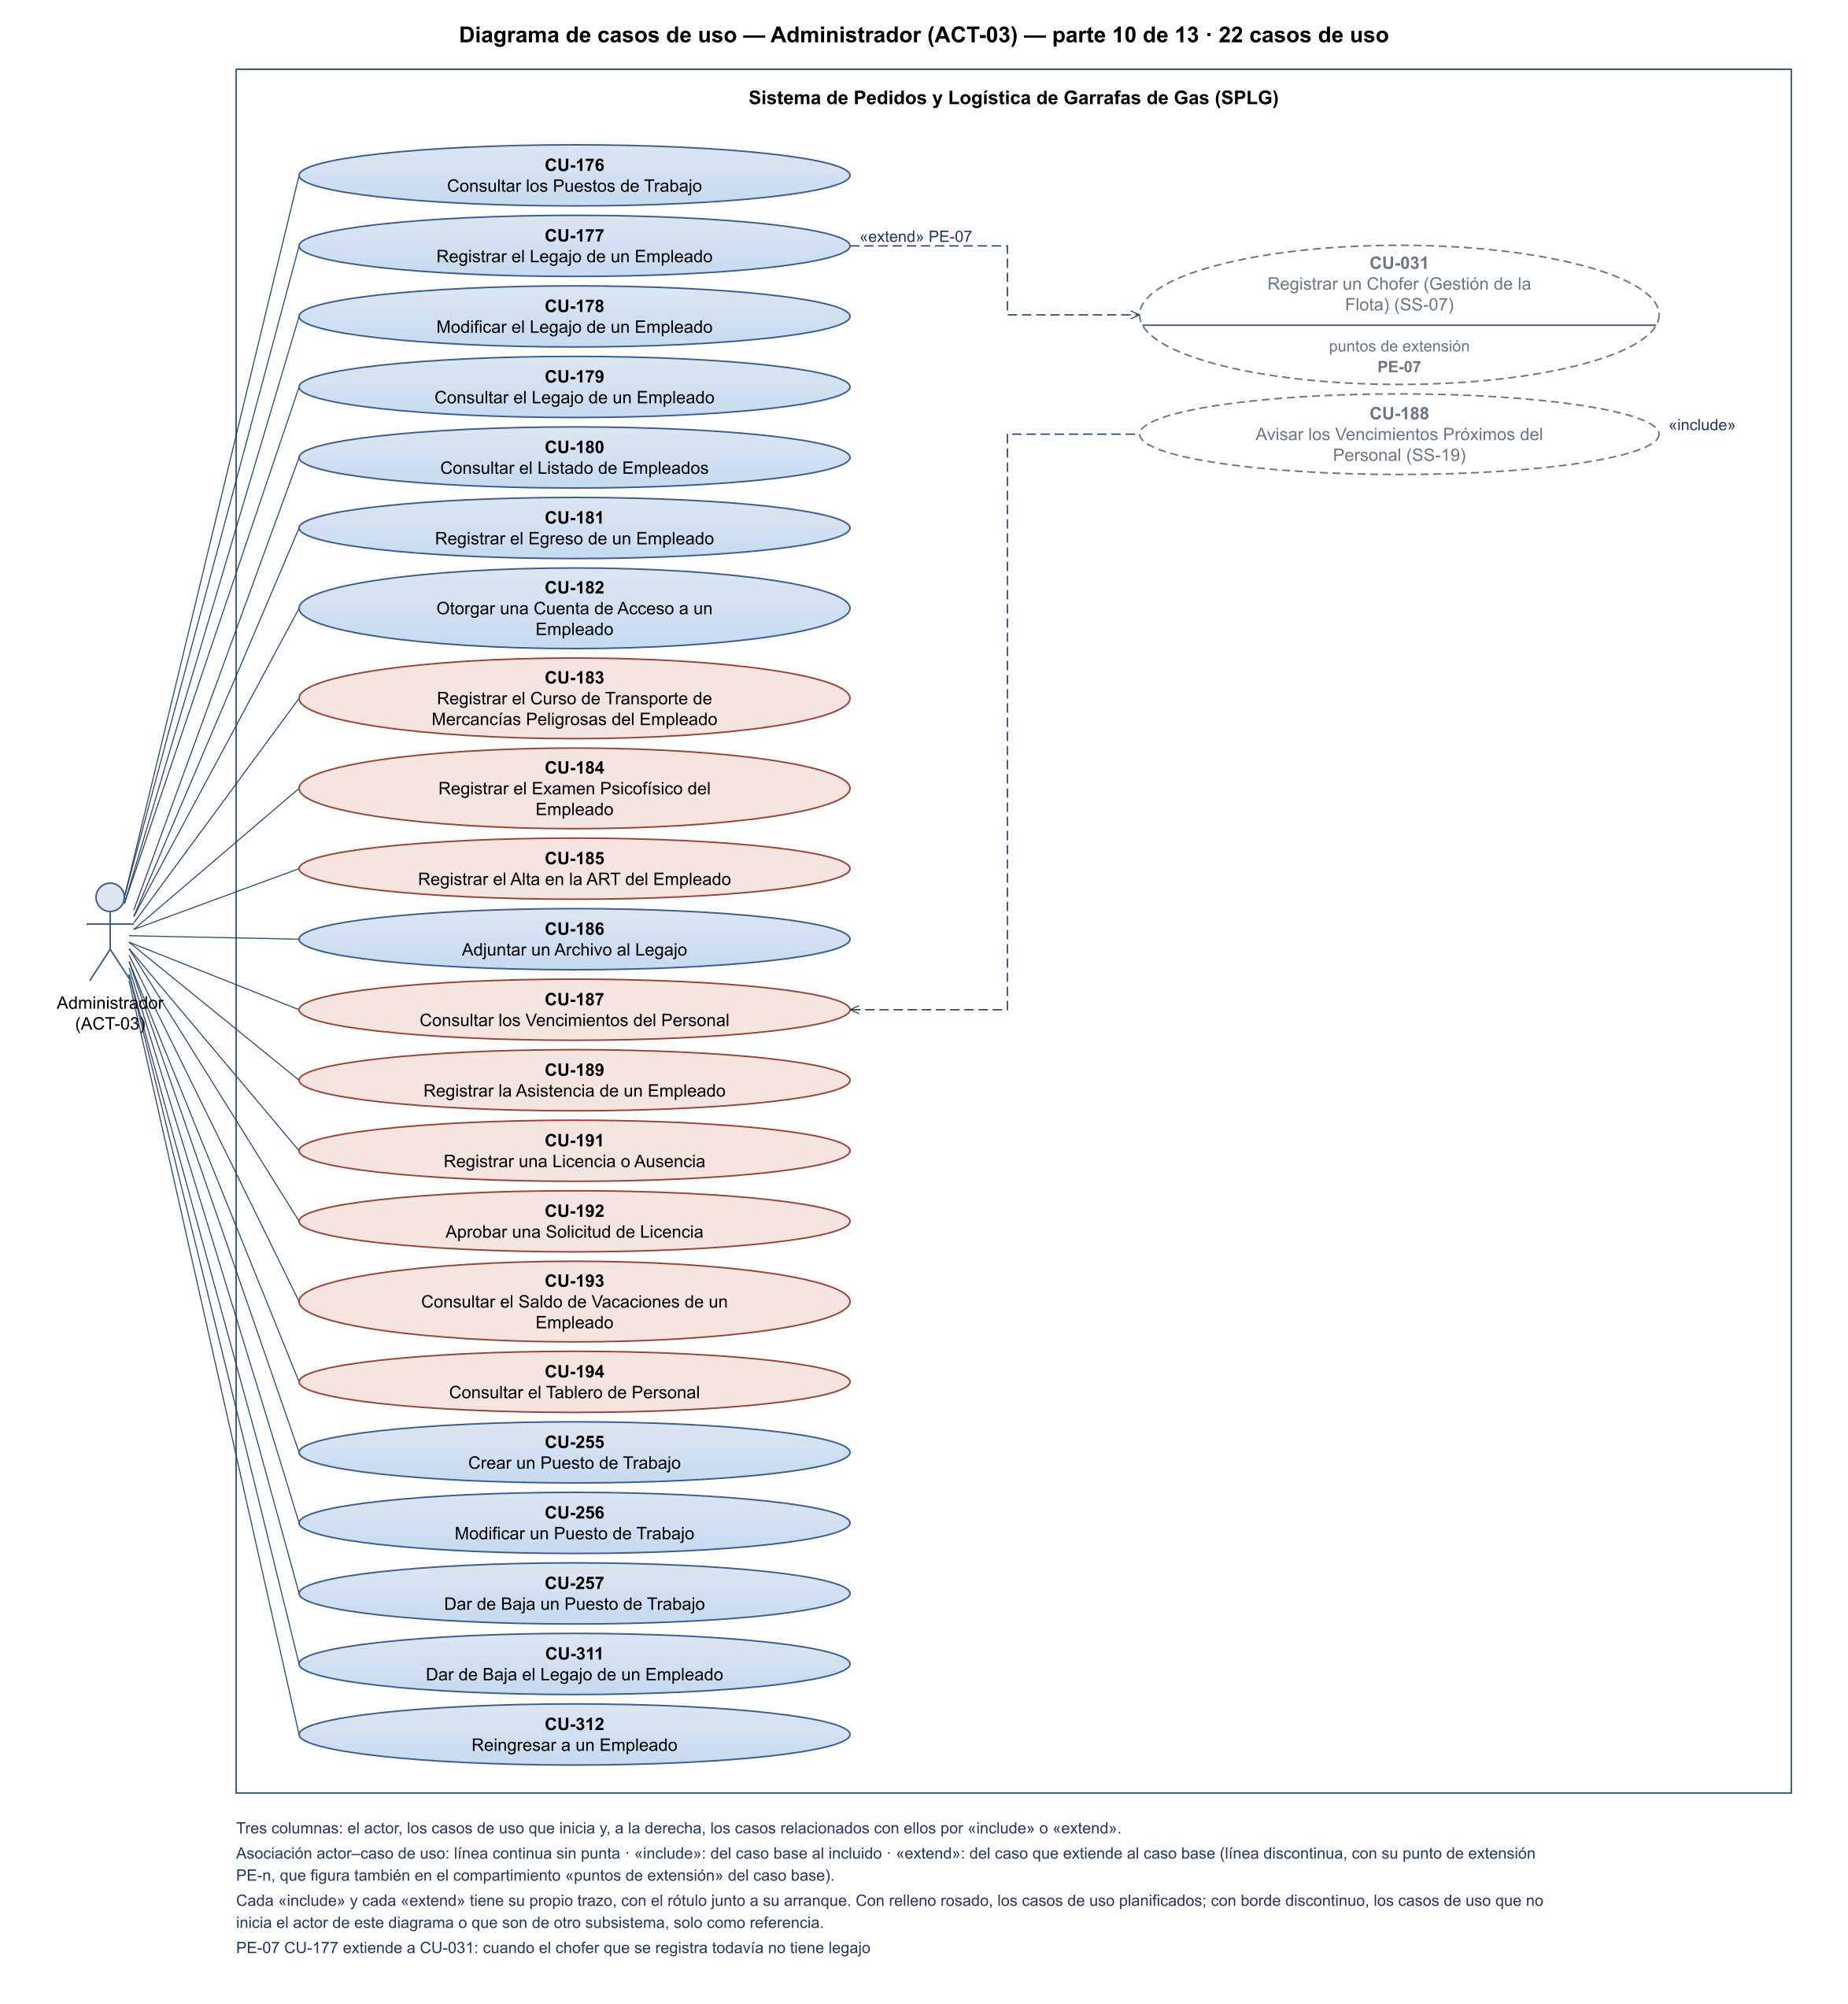 Diagrama de casos de uso — Administrador (ACT-03) — parte 10 de 13 · 22 casos de uso
Sistema de Pedidos y Logística de Garrafas de Gas (SPLG)
CU-176
Consultar los Puestos de Trabajo
CU-177
Registrar el Legajo de un Empleado
«extend» PE-07
CU-031
Registrar un Chofer (Gestión de la
Flota) (SS-07)
puntos de extensión
PE-07
CU-178
Modificar el Legajo de un Empleado
CU-179
Consultar el Legajo de un Empleado
CU-188
Avisar los Vencimientos Próximos del
Personal (SS-19)
«include»
CU-180
Consultar el Listado de Empleados
CU-181
Registrar el Egreso de un Empleado
CU-182
Otorgar una Cuenta de Acceso a un
Empleado
CU-183
Registrar el Curso de Transporte de
Mercancías Peligrosas del Empleado
CU-184
Registrar el Examen Psicofísico del
Empleado
CU-185
Registrar el Alta en la ART del Empleado
CU-186
Adjuntar un Archivo al Legajo
Administrador
(ACT-03)
CU-187
Consultar los Vencimientos del Personal
CU-189
Registrar la Asistencia de un Empleado
CU-191
Registrar una Licencia o Ausencia
CU-192
Aprobar una Solicitud de Licencia
CU-193
Consultar el Saldo de Vacaciones de un
Empleado
CU-194
Consultar el Tablero de Personal
CU-255
Crear un Puesto de Trabajo
CU-256
Modificar un Puesto de Trabajo
CU-257
Dar de Baja un Puesto de Trabajo
CU-311
Dar de Baja el Legajo de un Empleado
CU-312
Reingresar a un Empleado
Tres columnas: el actor, los casos de uso que inicia y, a la derecha, los casos relacionados con ellos por «include» o «extend».
Asociación actor–caso de uso: línea continua sin punta · «include»: del caso base al incluido · «extend»: del caso que extiende al caso base (línea discontinua, con su punto de extensión
PE-n, que figura también en el compartimiento «puntos de extensión» del caso base).
Cada «include» y cada «extend» tiene su propio trazo, con el rótulo junto a su arranque. Con relleno rosado, los casos de uso planificados; con borde discontinuo, los casos de uso que no
inicia el actor de este diagrama o que son de otro subsistema, solo como referencia.
PE-07 CU-177 extiende a CU-031: cuando el chofer que se registra todavía no tiene legajo